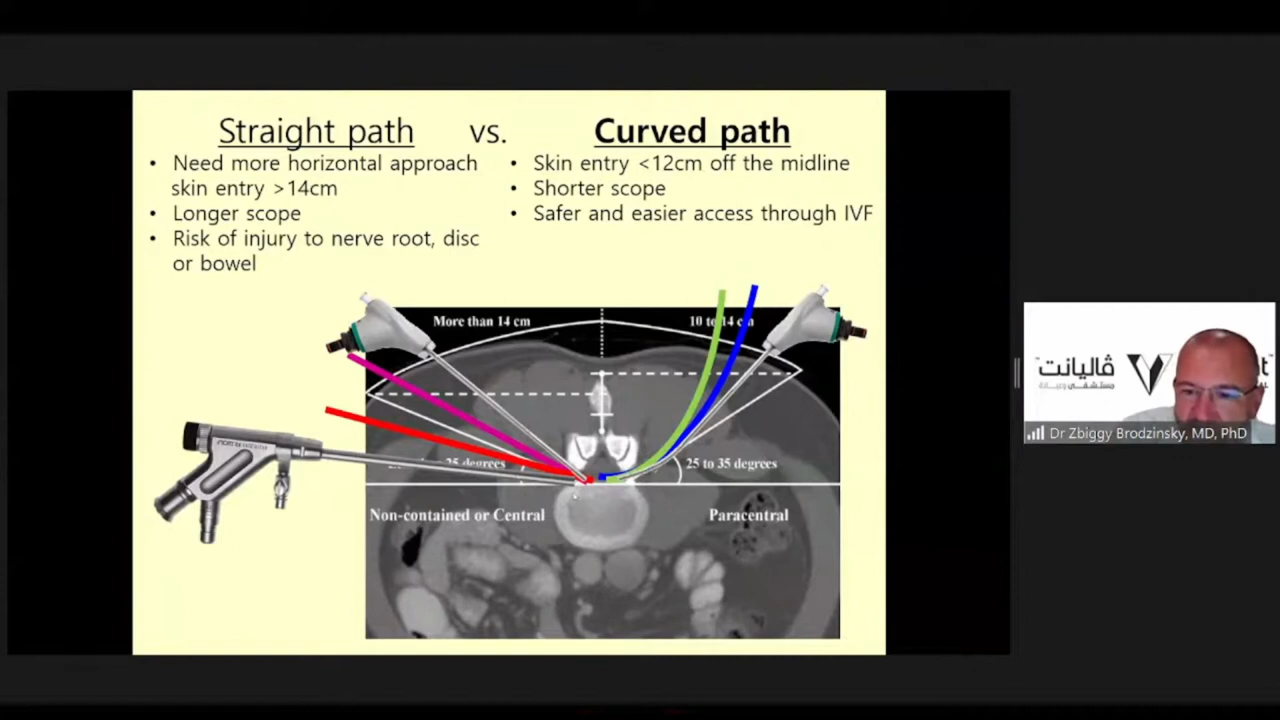 Straight path vs. Curved path
• Need more horizontal approach
skin entry >14cm
• Longer scope
• Risk of injury to nerve root, disc
or bowel
• Skin entry <12cm off the midline
• Shorter scope
• Safer and easier access through IVF
More than 14 cm
10 to 14 cm
25 degrees
25 to 35 degrees
Non-contained or Central
Paracentral
ڤاليانت
Dr Zbiggy Brodzinsky, MD, PhD